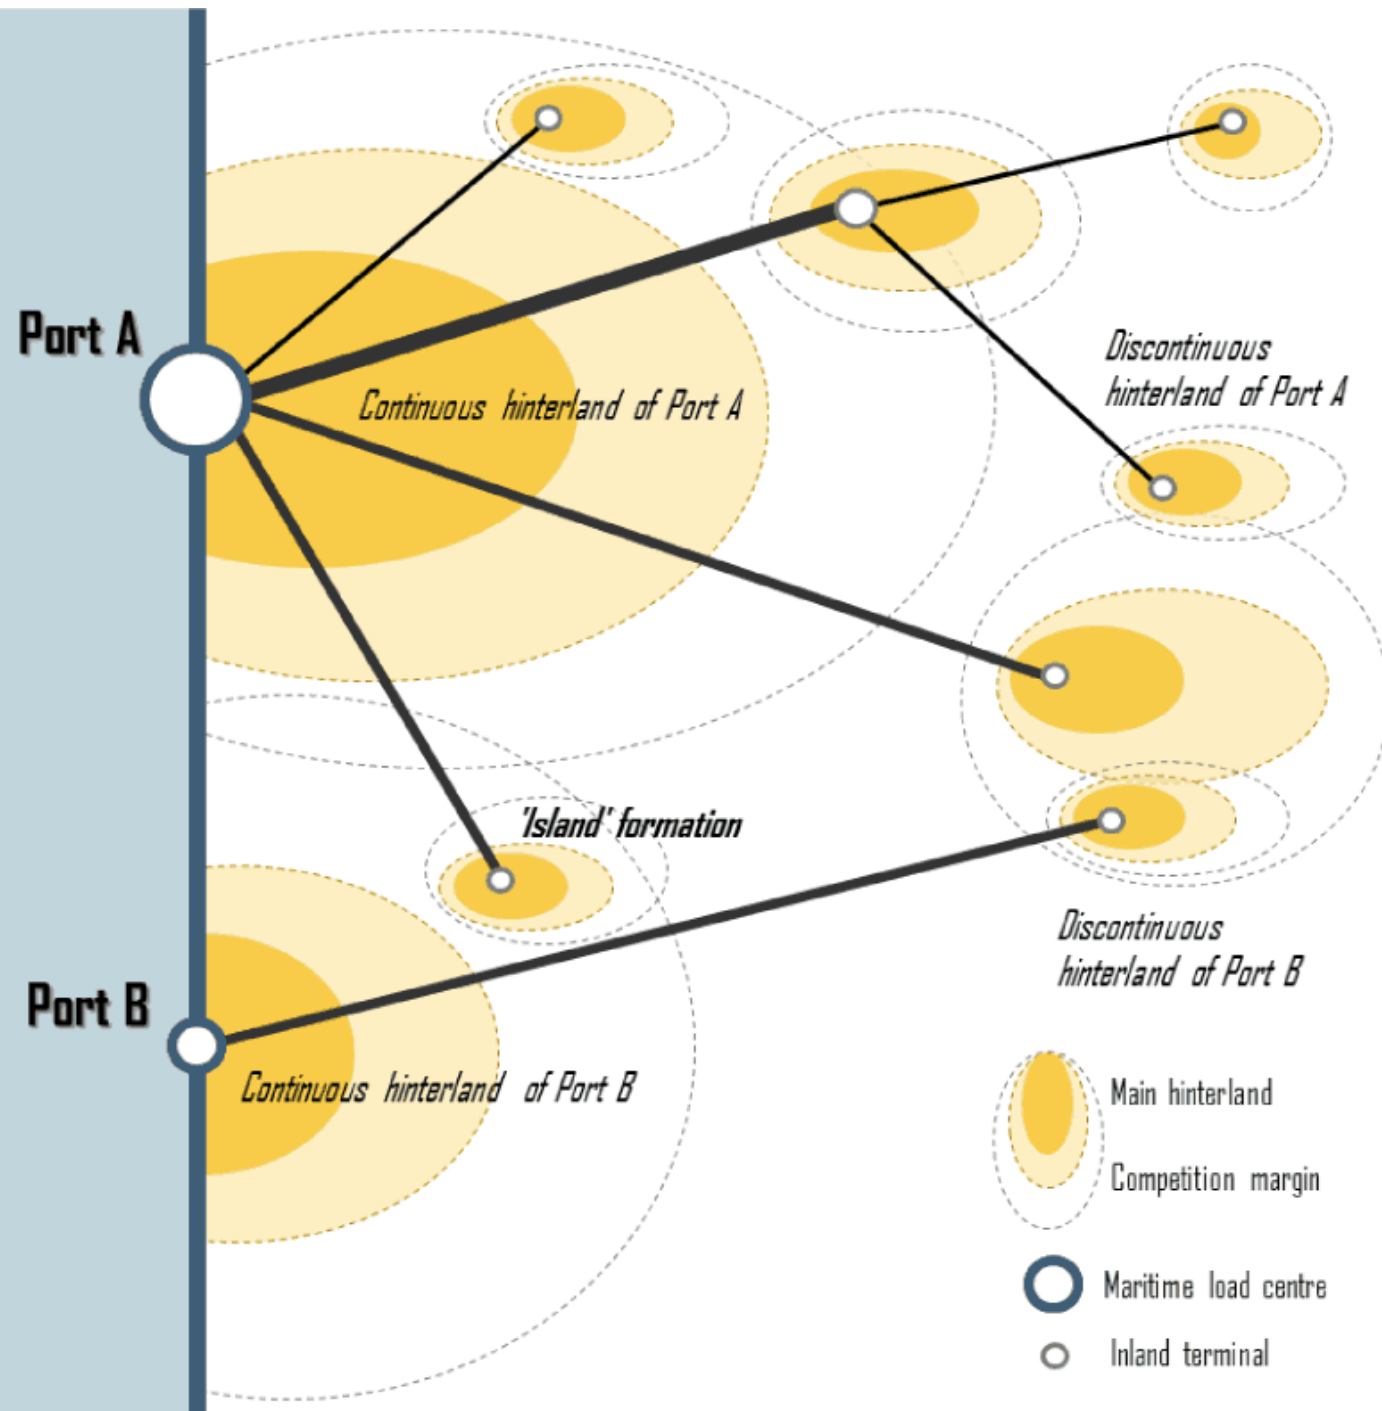 Port A
Continuous hinterland of Port A
Discontinuous
hinterland of Port A
'Island' formation
Discontinuous
hinterland of Port B
Port B
Continuous hinterland of Port B
Main hinterland
Competition margin
Maritime load centre
Inland terminal